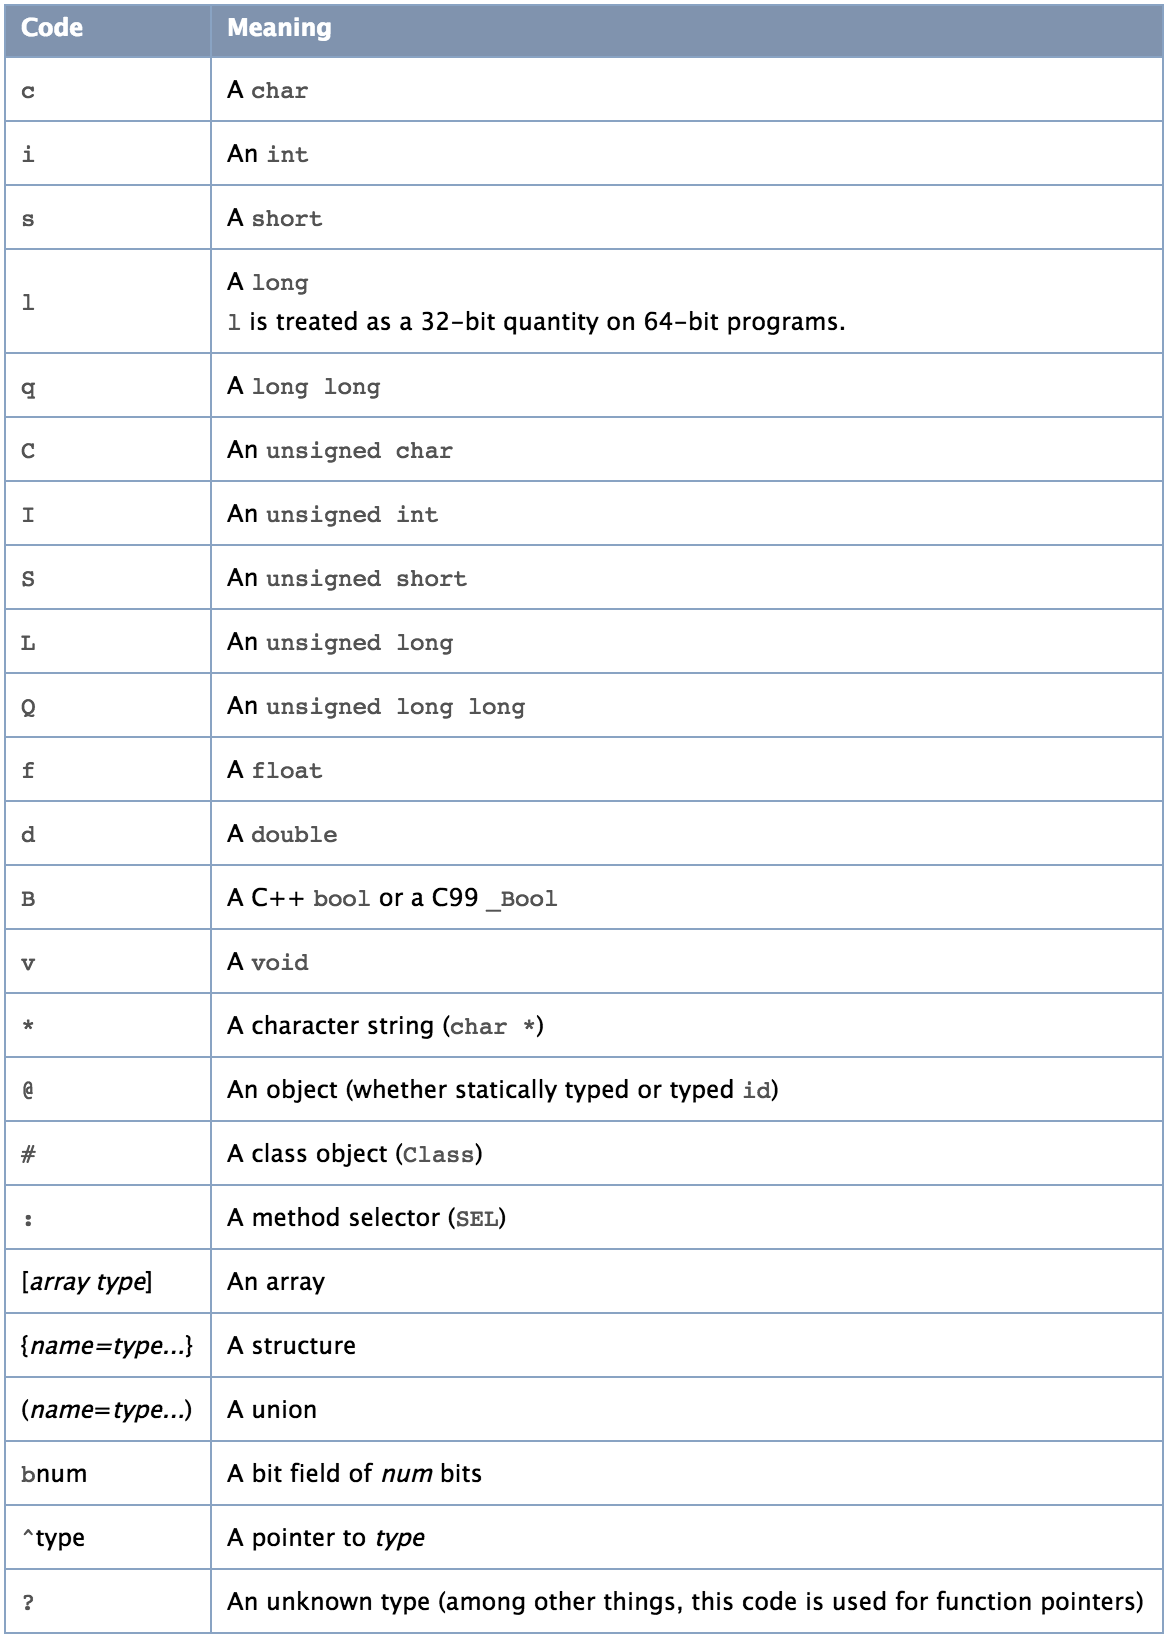 Code Meaning
c A char
i An int
s A short
l A long
l is treated as a 32-bit quantity on 64-bit programs.
q A long long
C An unsigned char
I An unsigned int
S An unsigned short
L An unsigned long
Q An unsigned long long
f A float
d A double
B A C++ bool or a C99 _Bool
v A void
* A character string (char *)
@ An object (whether statically typed or typed id)
# A class object (Class)
: A method selector (SEL)
[array type] An array
{name=type...} A structure
(name=type...) A union
bnum A bit field of num bits
^type A pointer to type
? An unknown type (among other things, this code is used for function pointers)